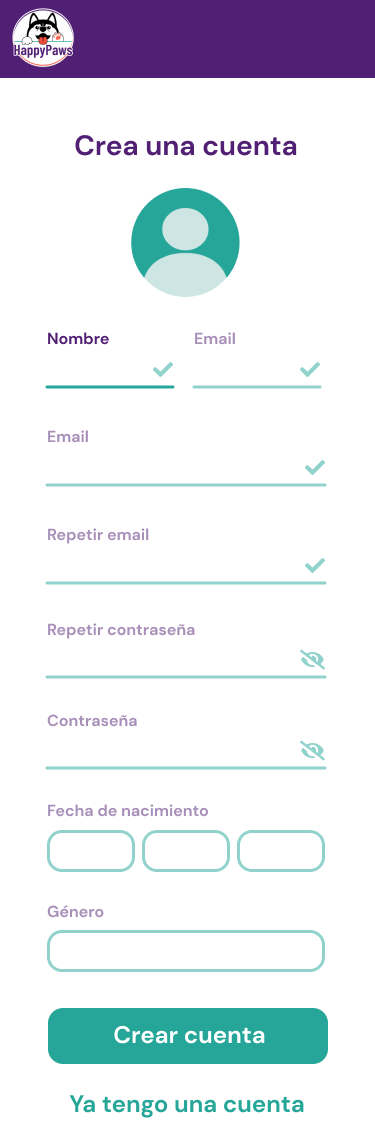 HappyPaws
Crea una cuenta
Nombre Email
Email
Repetir email
Repetir contraseña
Contraseña
Fecha de nacimiento
Género
Crear cuenta
Ya tengo una cuenta